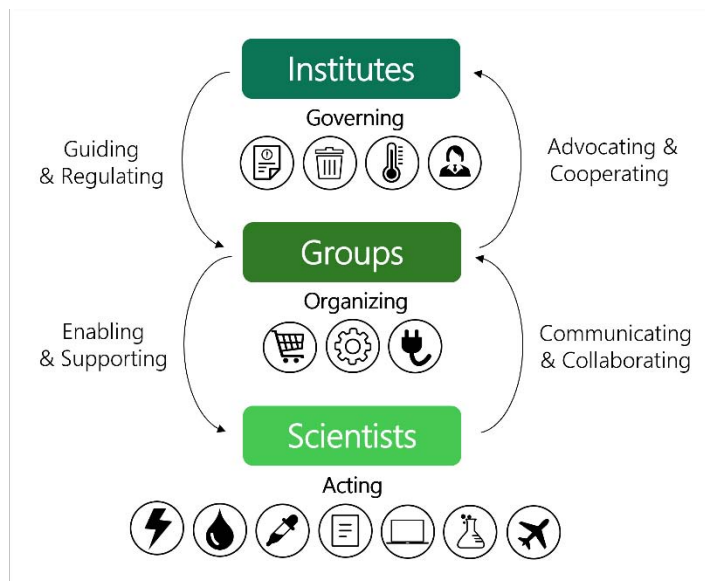 Institutes
Governing
Guiding
& Regulating
Advocating &
Cooperating
Groups
Organizing
Enabling
& Supporting
Communicating
& Collaborating
Scientists
Acting